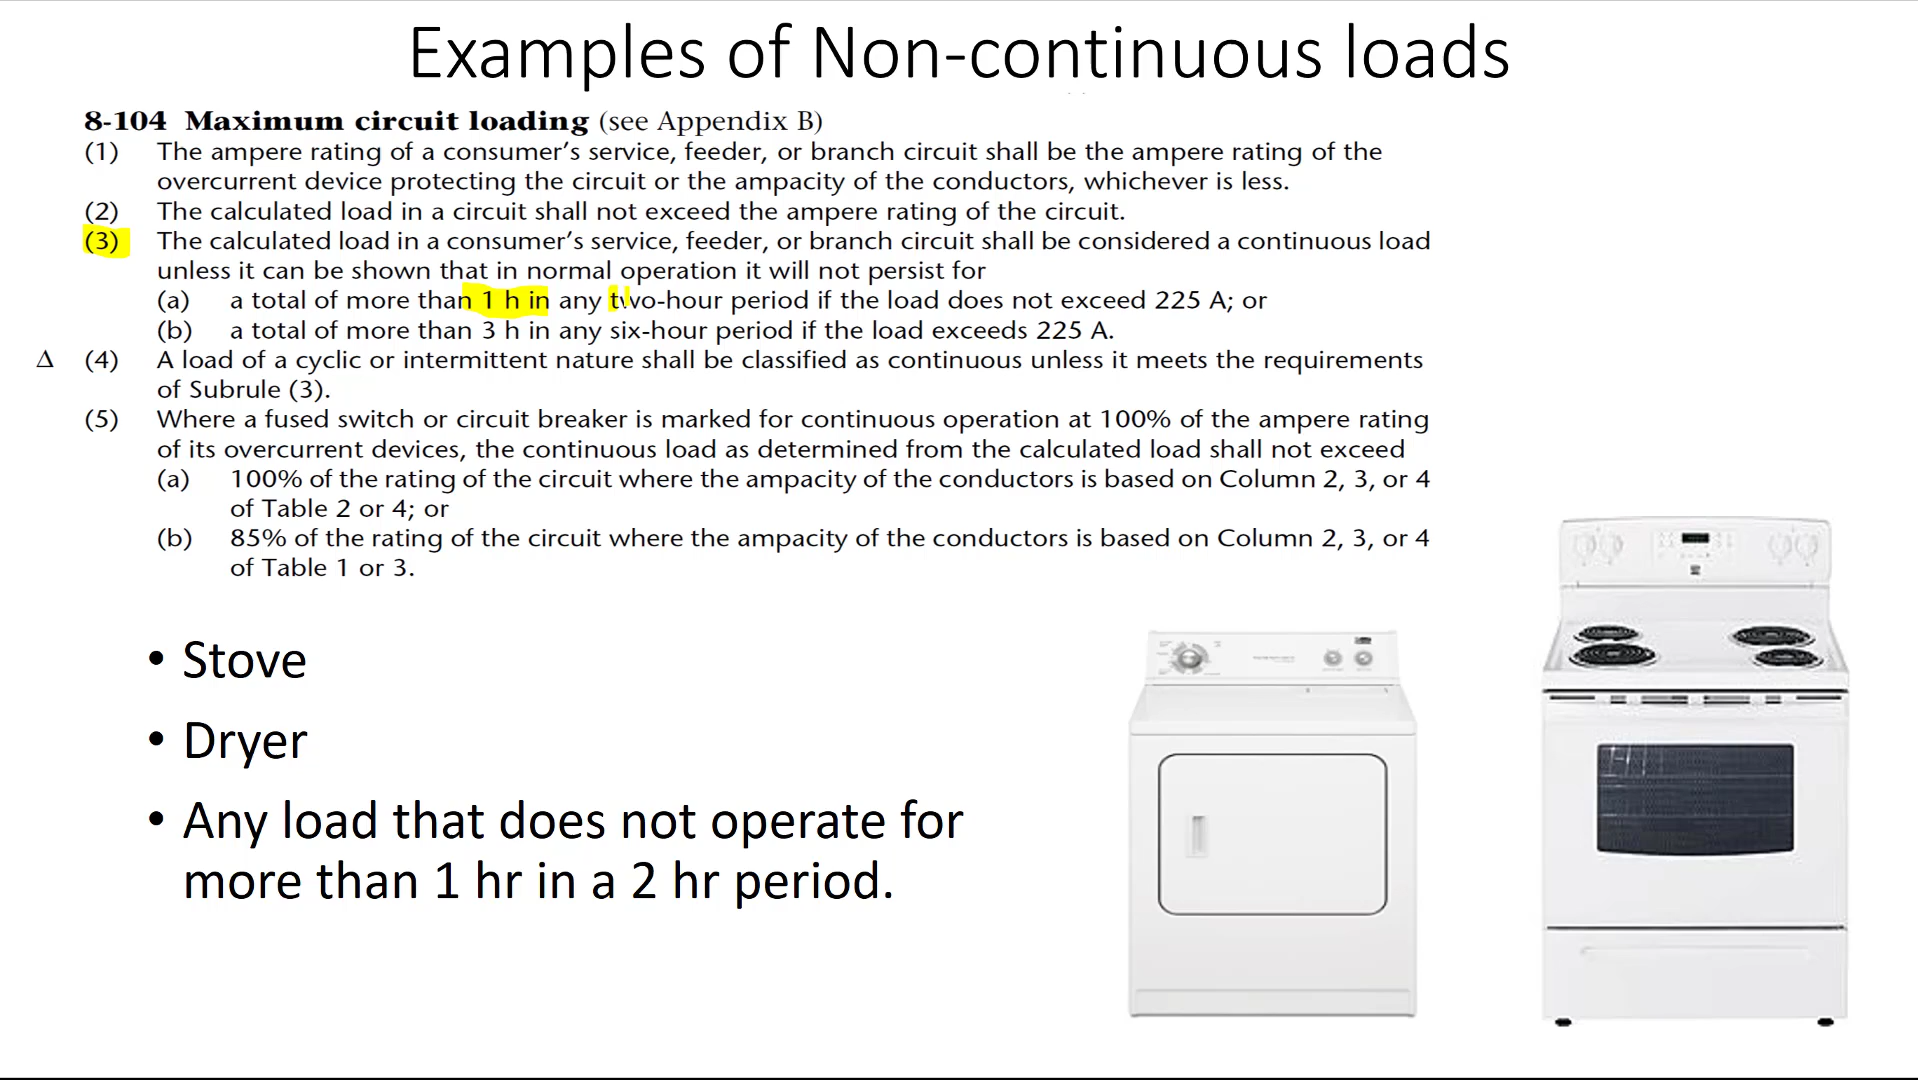 Examples of Non-continuous loads
8-104 Maximum circuit loading (see Appendix B)
(1) The ampere rating of a consumer’s service, feeder, or branch circuit shall be the ampere rating of the
overcurrent device protecting the circuit or the ampacity of the conductors, whichever is less.
(2) The calculated load in a circuit shall not exceed the ampere rating of the circuit.
(3) The calculated load in a consumer’s service, feeder, or branch circuit shall be considered a continuous load
unless it can be shown that in normal operation it will not persist for
(a) a total of more than 1 h in any two-hour period if the load does not exceed 225 A; or
(b) a total of more than 3 h in any six-hour period if the load exceeds 225 A.
Δ (4) A load of a cyclic or intermittent nature shall be classified as continuous unless it meets the requirements
of Subrule (3).
(5) Where a fused switch or circuit breaker is marked for continuous operation at 100% of the ampere rating
of its overcurrent devices, the continuous load as determined from the calculated load shall not exceed
(a) 100% of the rating of the circuit where the ampacity of the conductors is based on Column 2, 3, or 4
of Table 2 or 4; or
(b) 85% of the rating of the circuit where the ampacity of the conductors is based on Column 2, 3, or 4
of Table 1 or 3.
• Stove
• Dryer
• Any load that does not operate for
more than 1 hr in a 2 hr period.